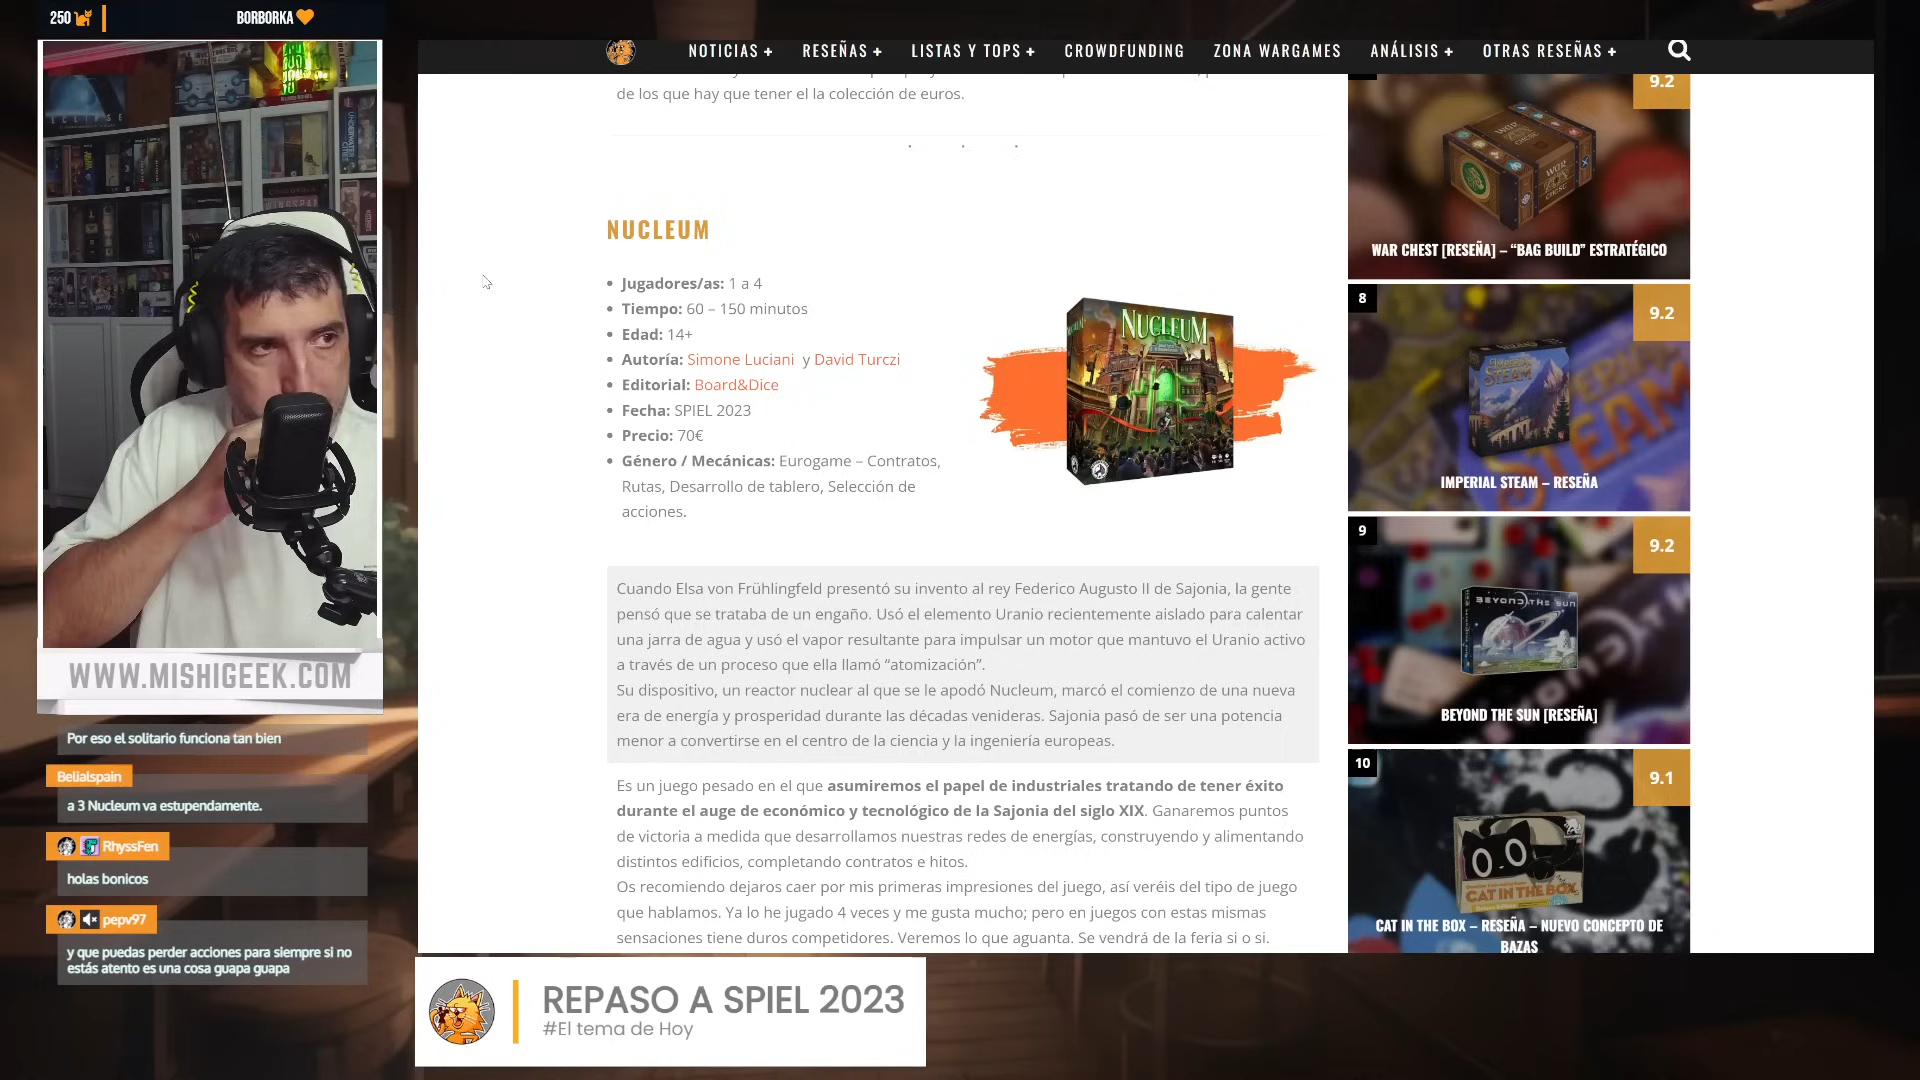 250
BORBORKA
NOTICIAS +
RESEÑAS +
LISTAS Y TOPS +
CROWDFUNDING
ZONA WARGAMES
ANÁLISIS +
OTRAS RESEÑAS +
de los que hay que tener el la colección de euros.
NUCLEUM
• Jugadores/as: 1 a 4
• Tiempo: 60 – 150 minutos
• Edad: 14+
• Autoría: Simone Luciani y David Turczi
• Editorial: Board&Dice
• Fecha: SPIEL 2023
• Precio: 70€
• Género / Mecánicas: Eurogame – Contratos,
Rutas, Desarrollo de tablero, Selección de
acciones.
NUCLEUM
Cuando Elsa von Frühlingfeld presentó su invento al rey Federico Augusto II de Sajonia, la gente
pensó que se trataba de un engaño. Usó el elemento Uranio recientemente aislado para calentar
una jarra de agua y usó el vapor resultante para impulsar un motor que mantuvo el Uranio activo
a través de un proceso que ella llamó “atomización”.
Su dispositivo, un reactor nuclear al que se le apodó Nucleum, marcó el comienzo de una nueva
era de energía y prosperidad durante las décadas venideras. Sajonia pasó de ser una potencia
menor a convertirse en el centro de la ciencia y la ingeniería europeas.
Es un juego pesado en el que asumiremos el papel de industriales tratando de tener éxito
durante el auge de económico y tecnológico de la Sajonia del siglo XIX. Ganaremos puntos
de victoria a medida que desarrollamos nuestras redes de energías, construyendo y alimentando
distintos edificios, completando contratos e hitos.
Os recomiendo dejaros caer por mis primeras impresiones del juego, así veréis del tipo de juego
que hablamos. Ya lo he jugado 4 veces y me gusta mucho; pero en juegos con estas mismas
sensaciones tiene duros competidores. Veremos lo que aguanta. Se vendrá de la feria si o si.
9.2
WAR CHEST
WAR CHEST [RESEÑA] – “BAG BUILD” ESTRATÉGICO
8
9.2
IMPERIAL STEAM
IMPERIAL STEAM – RESEÑA
9
9.2
BEYOND THE SUN
BEYOND THE SUN [RESEÑA]
10
9.1
CAT IN THE BOX
CAT IN THE BOX – RESEÑA – NUEVO CONCEPTO DE
BAZAS
ECLIPSE
UNDERWATER CITIES
WINGSPAN
WWW.MISHIGEEK.COM
Por eso el solitario funciona tan bien
Belialspain
a 3 Nucleum va estupendamente.
RhyssFen
holas bonicos
pepv97
y que puedas perder acciones para siempre si no
estás atento es una cosa guapa guapa
REPASO A SPIEL 2023
#El tema de Hoy